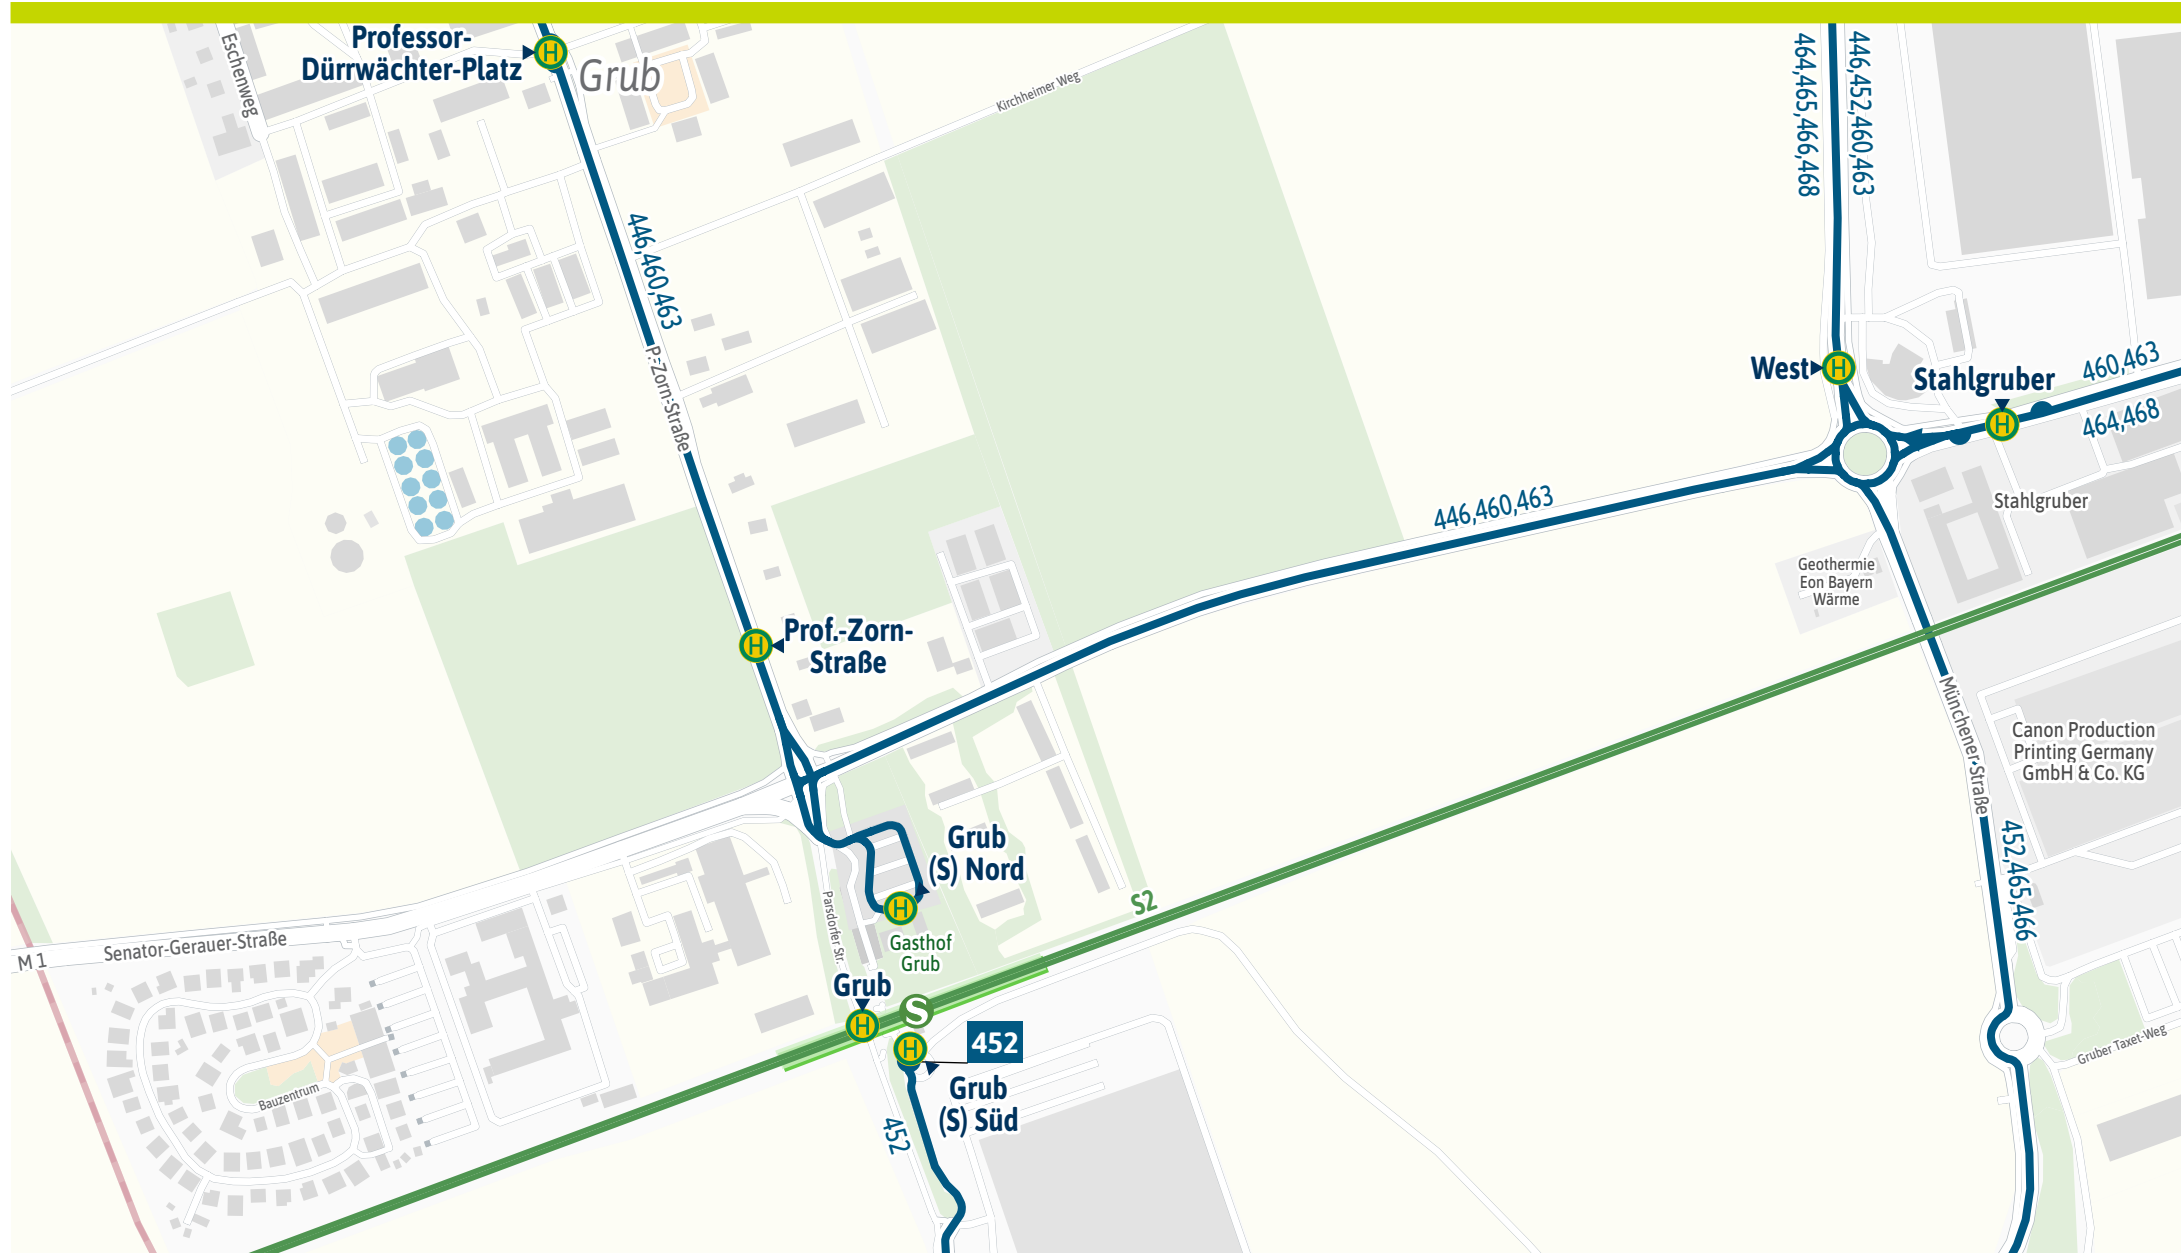 Professor-
Dürrwächter-Platz
H
Grub
Eschenweg
Kirchheimer Weg
464,465,466,468
446,452,460,463
446,460,463
P.-Zorn-Straße
West
H
Stahlgruber
H
460,463
464,468
446,460,463
Stahlgruber
Geothermie
Eon Bayern
Wärme
H
Prof.-Zorn-
Straße
Münchener-Straße
Canon Production
Printing Germany
GmbH & Co. KG
Grub
(S) Nord
H
452,465,466
Parsdorfer Str.
S2
Gasthof
Grub
Senator-Gerauer-Straße
M 1
Grub
H
S
H
452
Grub
(S) Süd
452
Gruber Taxet-Weg
Bauzentrum